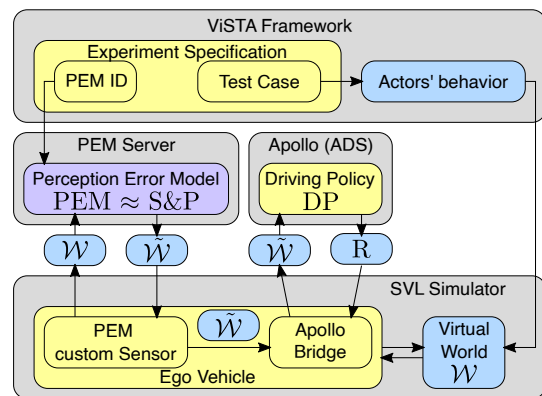 ViSTA Framework
Experiment Specification
PEM ID
Test Case
Actors' behavior
PEM Server
Apollo (ADS)
Perception Error Model
PEM ≈ S&P
Driving Policy
DP
𝒲
𝒲̃
𝒲̃
R
SVL Simulator
PEM
custom Sensor
𝒲̃
Apollo
Bridge
Virtual
World
𝒲
Ego Vehicle